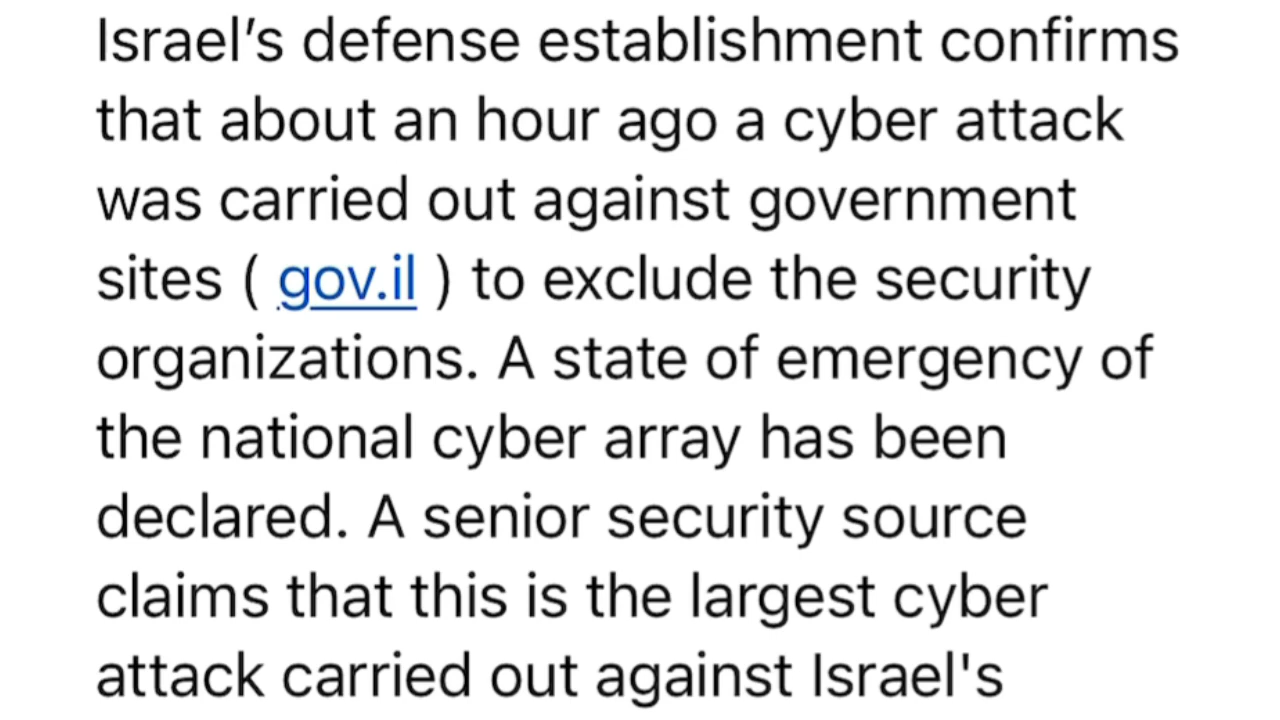 Israel’s defense establishment confirms
that about an hour ago a cyber attack
was carried out against government
sites ( gov.il ) to exclude the security
organizations. A state of emergency of
the national cyber array has been
declared. A senior security source
claims that this is the largest cyber
attack carried out against Israel's